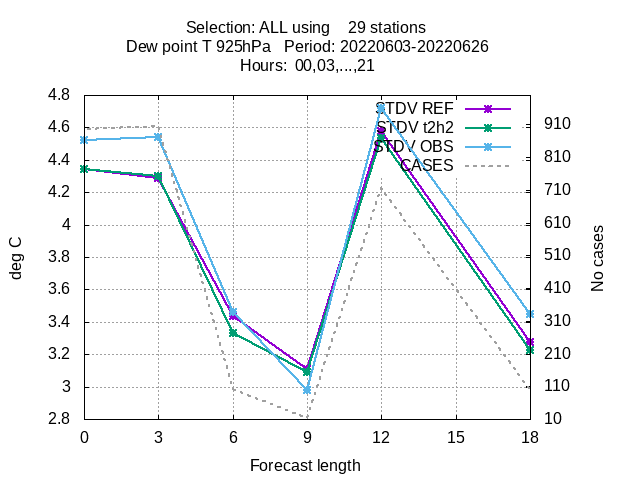 Selection: ALL using    29 stations
Dew point T 925hPa   Period: 20220603-20220626
Hours:  00,03,...,21
STDV REF
STDV t2h2
STDV OBS
CASES
4.8
4.6
4.4
4.2
4
3.8
3.6
3.4
3.2
3
2.8
910
810
710
610
510
410
310
210
110
10
deg C
No cases
0 3 6 9 12 15 18
Forecast length